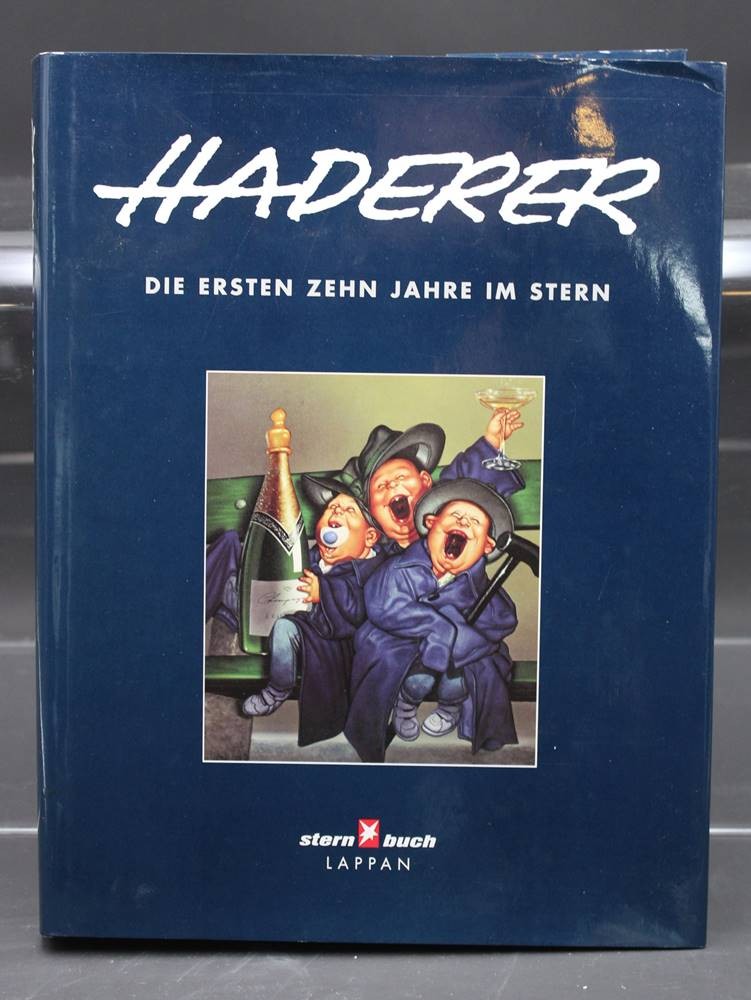 HADERER
DIE ERSTEN ZEHN JAHRE IM STERN
stern buch
LAPPAN